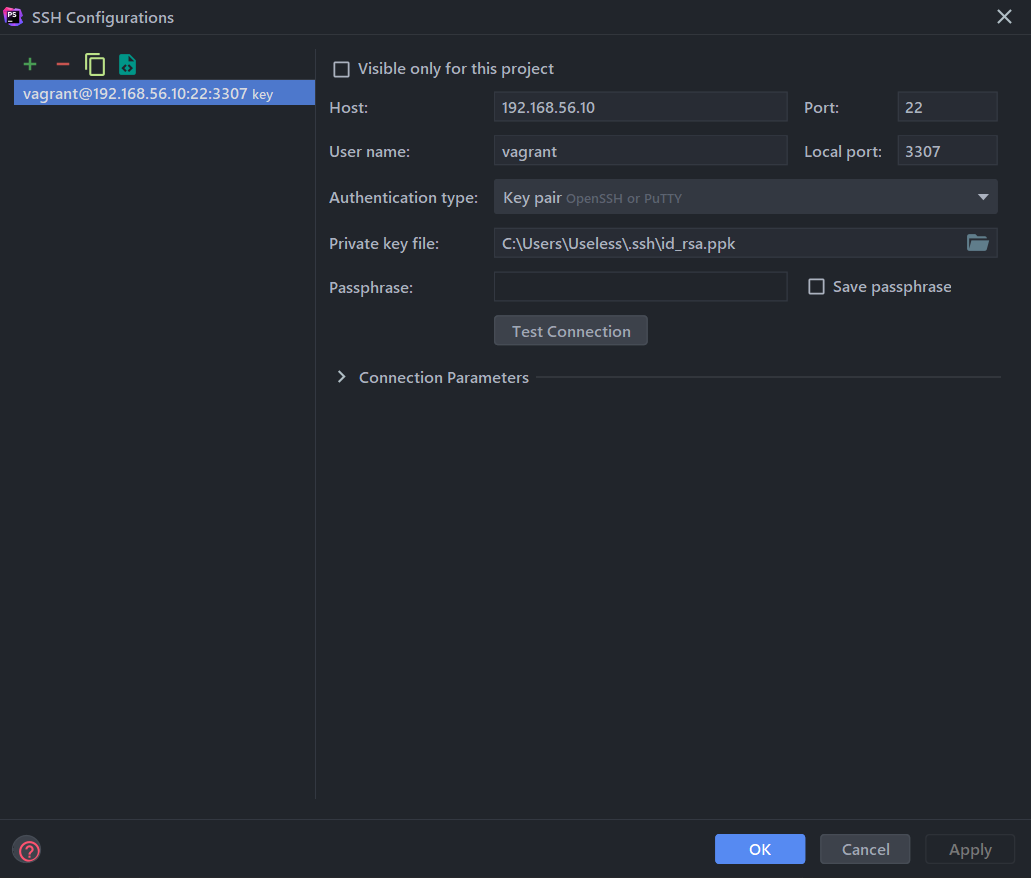 PS SSH Configurations
vagrant@192.168.56.10:22:3307 key
Visible only for this project
Host: 192.168.56.10 Port: 22
User name: vagrant Local port: 3307
Authentication type: Key pair OpenSSH or PuTTY
Private key file: C:\Users\Useless\.ssh\id_rsa.ppk
Passphrase: Save passphrase
Test Connection
Connection Parameters
? OK Cancel Apply